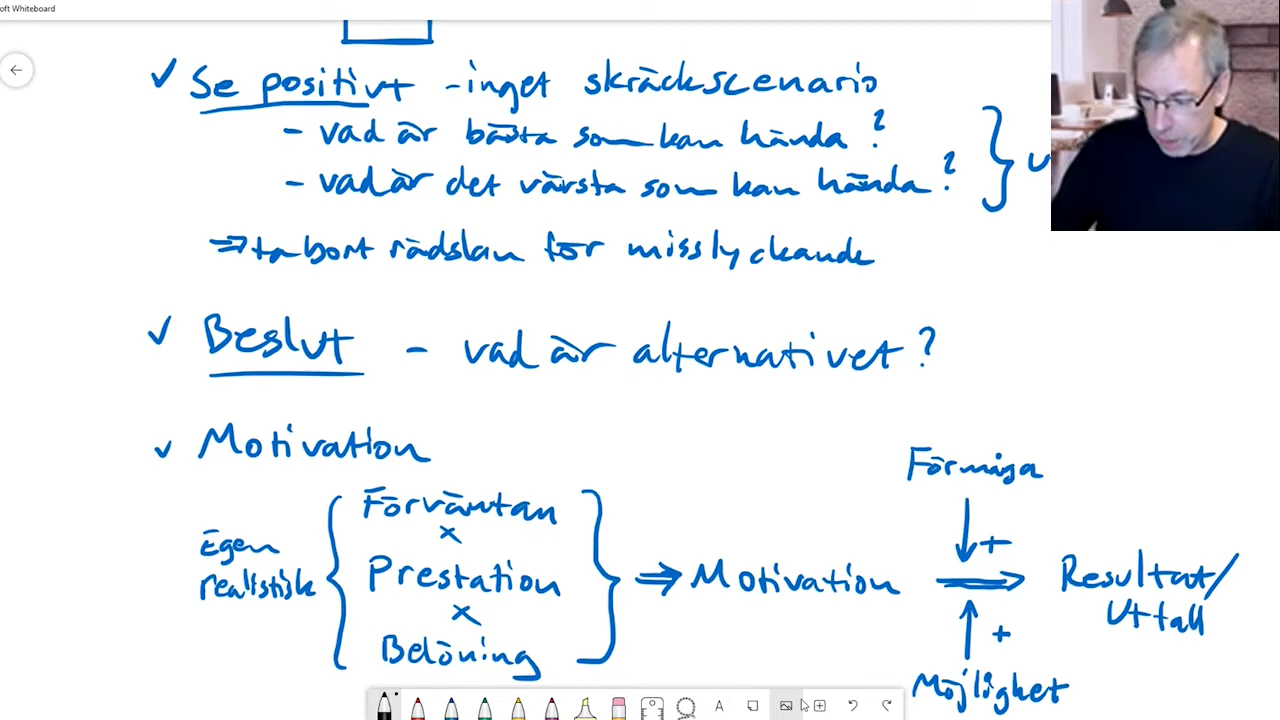 oft Whiteboard
✓ Se positivt - inget skräckscenario
- vad är bästa som kan hända?
- vad är det värsta som kan hända?
⇒ ta bort rädslan för misslyckande
✓ Beslut - vad är alternativet?
✓ Motivation
Egen
realistisk
Förväntan
x
Prestation
x
Belöning
⇒ Motivation
Förmåga
+
⇒
+
Möjlighet
Resultat/
Utfall
A